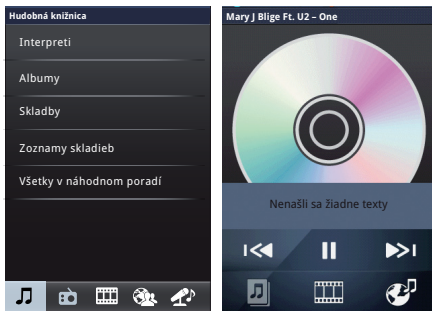 Hudobná knižnica
Interpreti
Albumy
Skladby
Zoznamy skladieb
Všetky v náhodnom poradí
Mary J Blige Ft. U2 – One
Nenašli sa žiadne texty